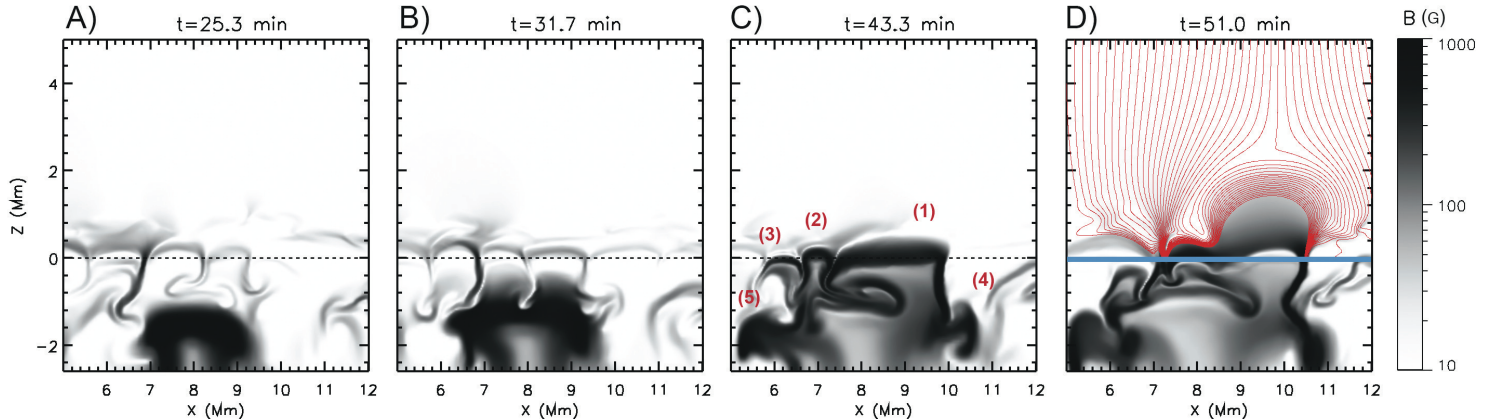 A) B) C) D)
t=25.3 min t=31.7 min t=43.3 min t=51.0 min B (G)
1000
4
(1)
2
(2)
100
(3)
Z (Mm)
0
(4)
(5)
−2
10
6 7 8 9 10 11 12 6 7 8 9 10 11 12 6 7 8 9 10 11 12 6 7 8 9 10 11 12
X (Mm) X (Mm) X (Mm) X (Mm)